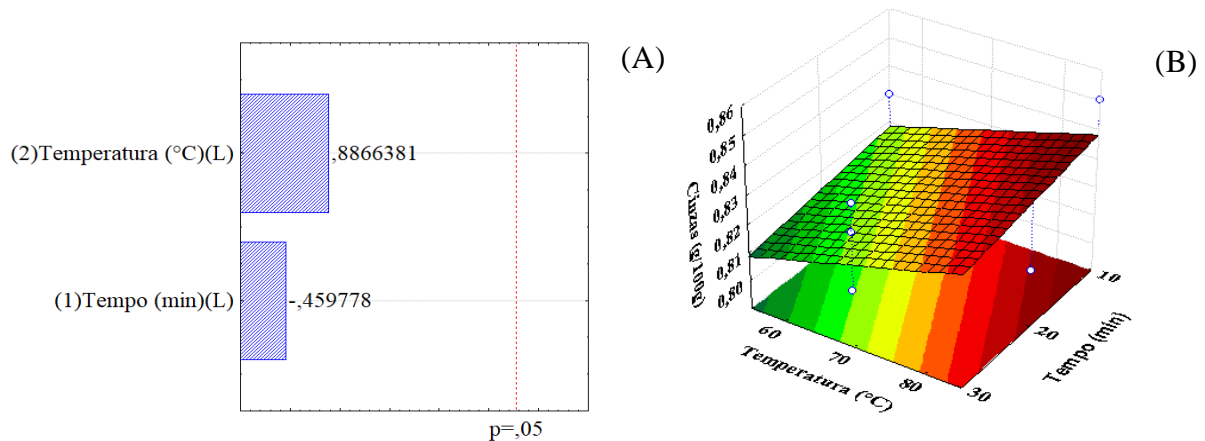 (A)
(2)Temperatura (°C)(L)
,8866381
(1)Tempo (min)(L)
-,459778
p=,05
(B)
0,86
0,85
0,84
0,83
0,82
0,81
0,80
Cinzas (g/100g)
60
70
80
Temperatura (°C)
10
20
30
Tempo (min)